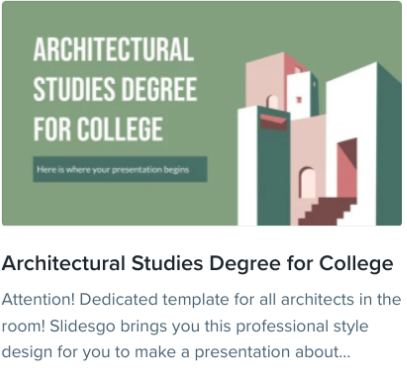 ARCHITECTURAL
STUDIES DEGREE
FOR COLLEGE
Here is where your presentation begins
Architectural Studies Degree for College
Attention! Dedicated template for all architects in the
room! Slidesgo brings you this professional style
design for you to make a presentation about...